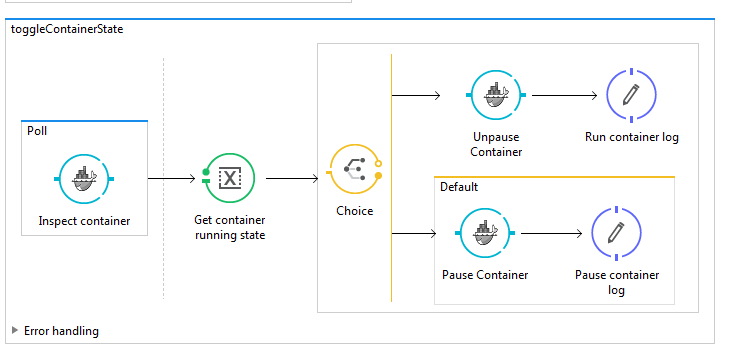 toggleContainerState
Poll
Inspect container
Get container
running state
Choice
Unpause
Container
Run container log
Default
Pause Container
Pause container
log
Error handling